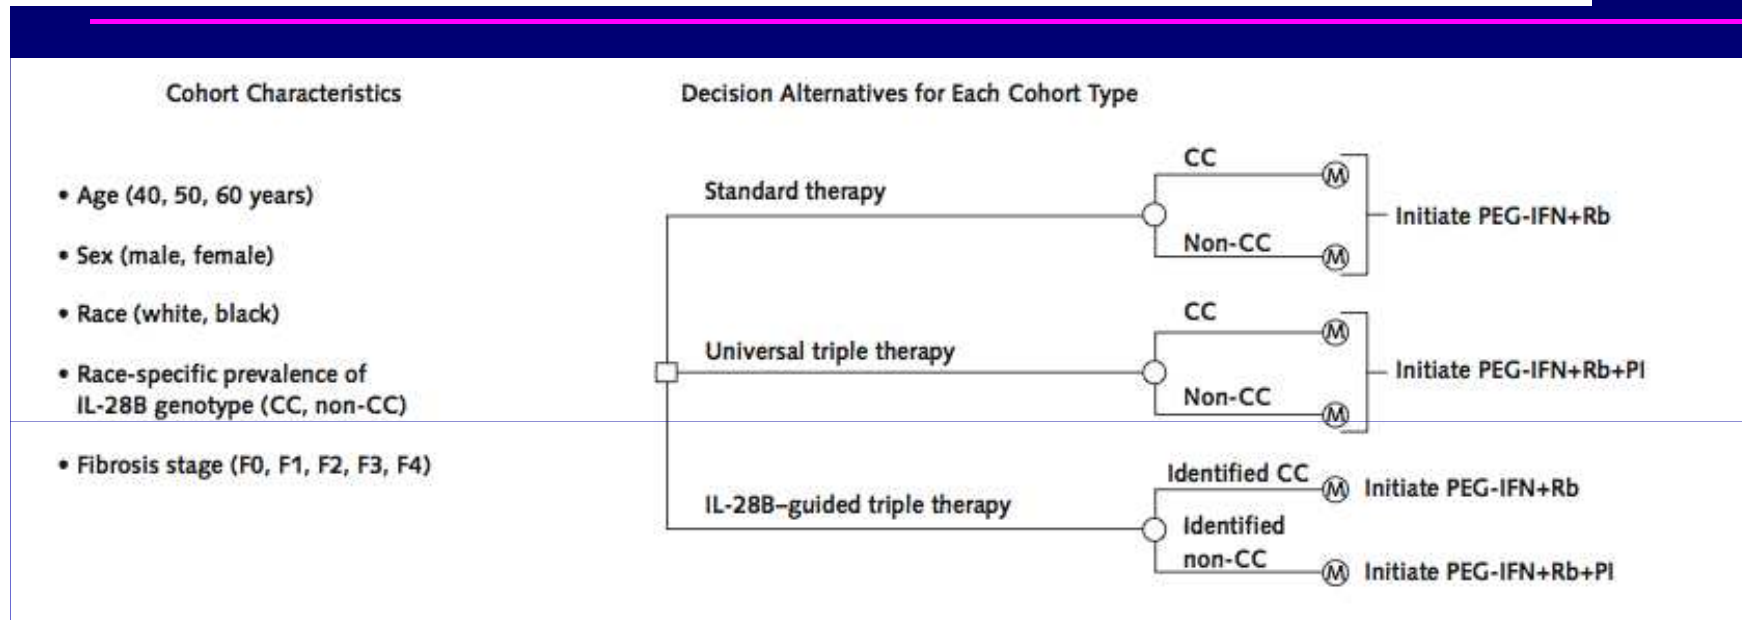 Cohort Characteristics
Decision Alternatives for Each Cohort Type
• Age (40, 50, 60 years)
• Sex (male, female)
• Race (white, black)
• Race-specific prevalence of
IL-28B genotype (CC, non-CC)
• Fibrosis stage (F0, F1, F2, F3, F4)
Standard therapy
CC
M
Non-CC
M
Initiate PEG-IFN+Rb
Universal triple therapy
CC
M
Non-CC
M
Initiate PEG-IFN+Rb+PI
IL-28B–guided triple therapy
Identified CC
M Initiate PEG-IFN+Rb
Identified
non-CC
M Initiate PEG-IFN+Rb+PI